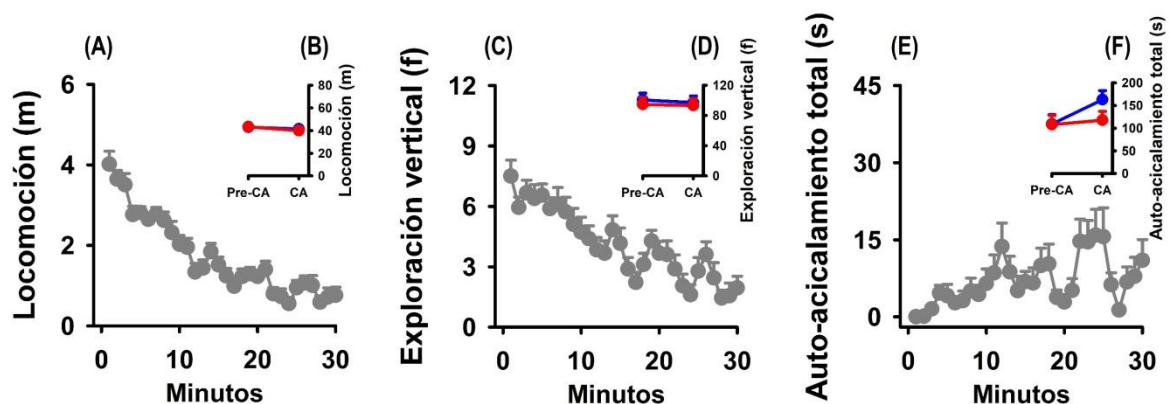 (A)
(B)
Locomoción (m)
6
4
2
0
0
10
20
30
Minutos
80
60
40
20
0
Locomoción (m)
Pre-CA
CA
(C)
(D)
Exploración vertical (f)
12
9
6
3
0
0
10
20
30
Minutos
120
80
40
0
Exploración vertical (f)
Pre-CA
CA
(E)
(F)
Auto-acicalamiento total (s)
45
30
15
0
0
10
20
30
Minutos
200
150
100
50
0
Auto-acicalamiento total (s)
Pre-CA
CA